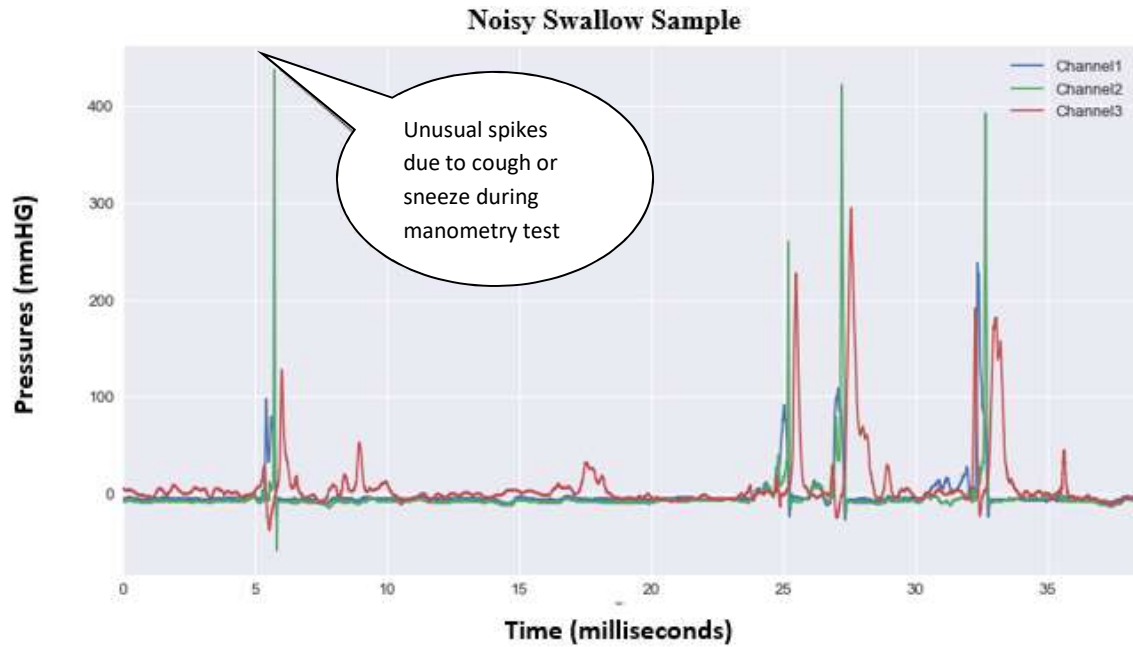 Noisy Swallow Sample
Channel1
Channel2
Channel3
Unusual spikes
due to cough or
sneeze during
manometry test
Pressures (mmHG)
400
300
200
100
0
0 5 10 15 20 25 30 35
Time (milliseconds)